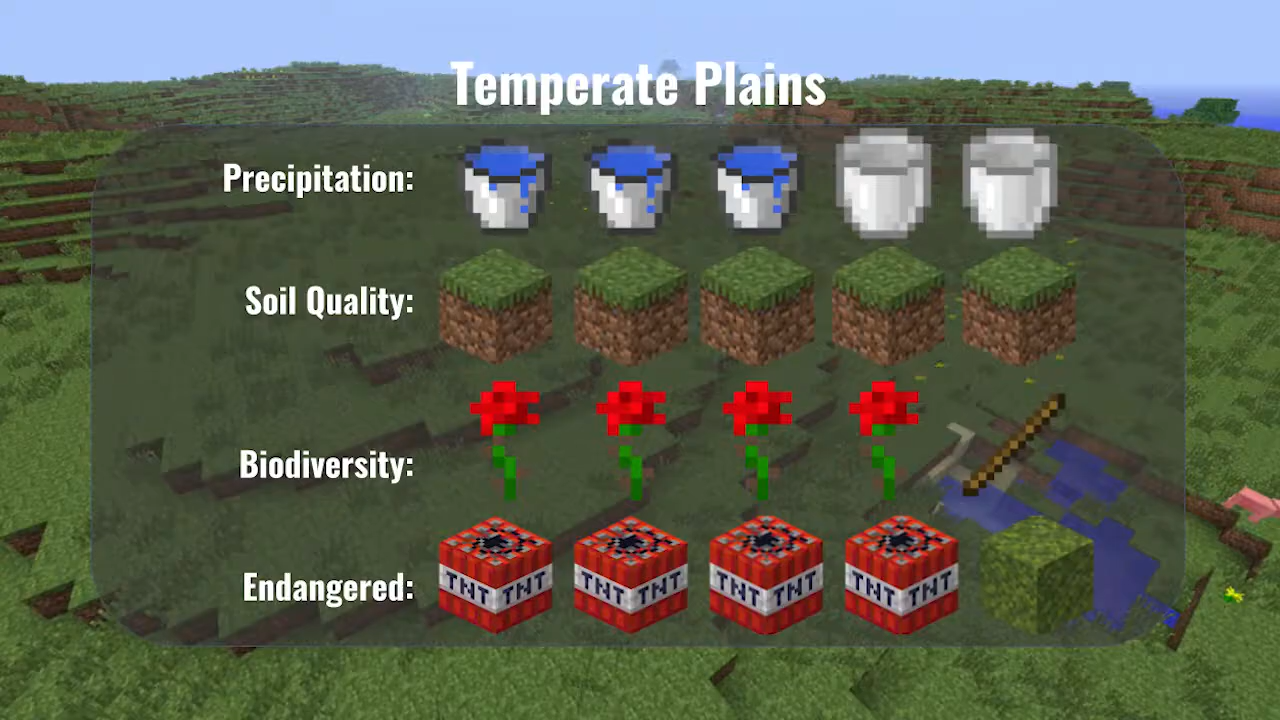 Temperate Plains
Precipitation:
Soil Quality:
Biodiversity:
Endangered:
TNT TNT TNT TNT TNT TNT TNT TNT